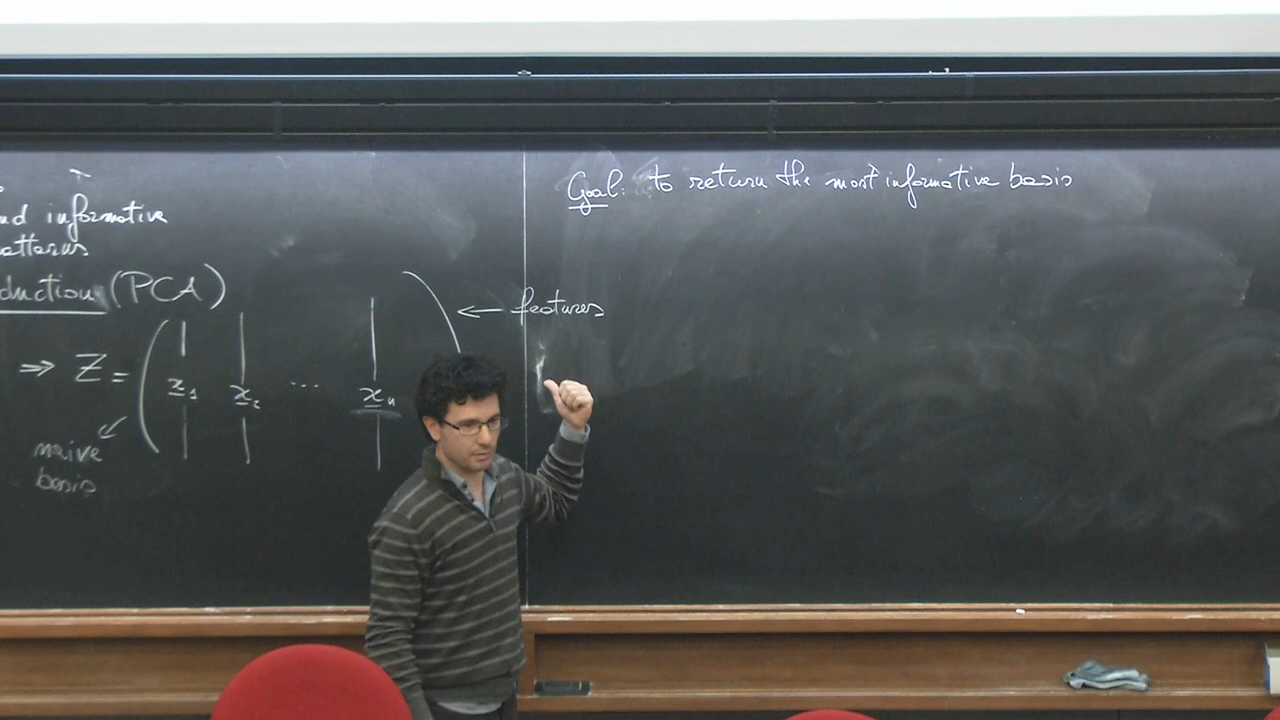 nd informative
atterns
duction (PCA)
⇒ Z = ( x₁ x₂ ... xₙ ) ← features
naive
basis
Goal: to return the most informative basis